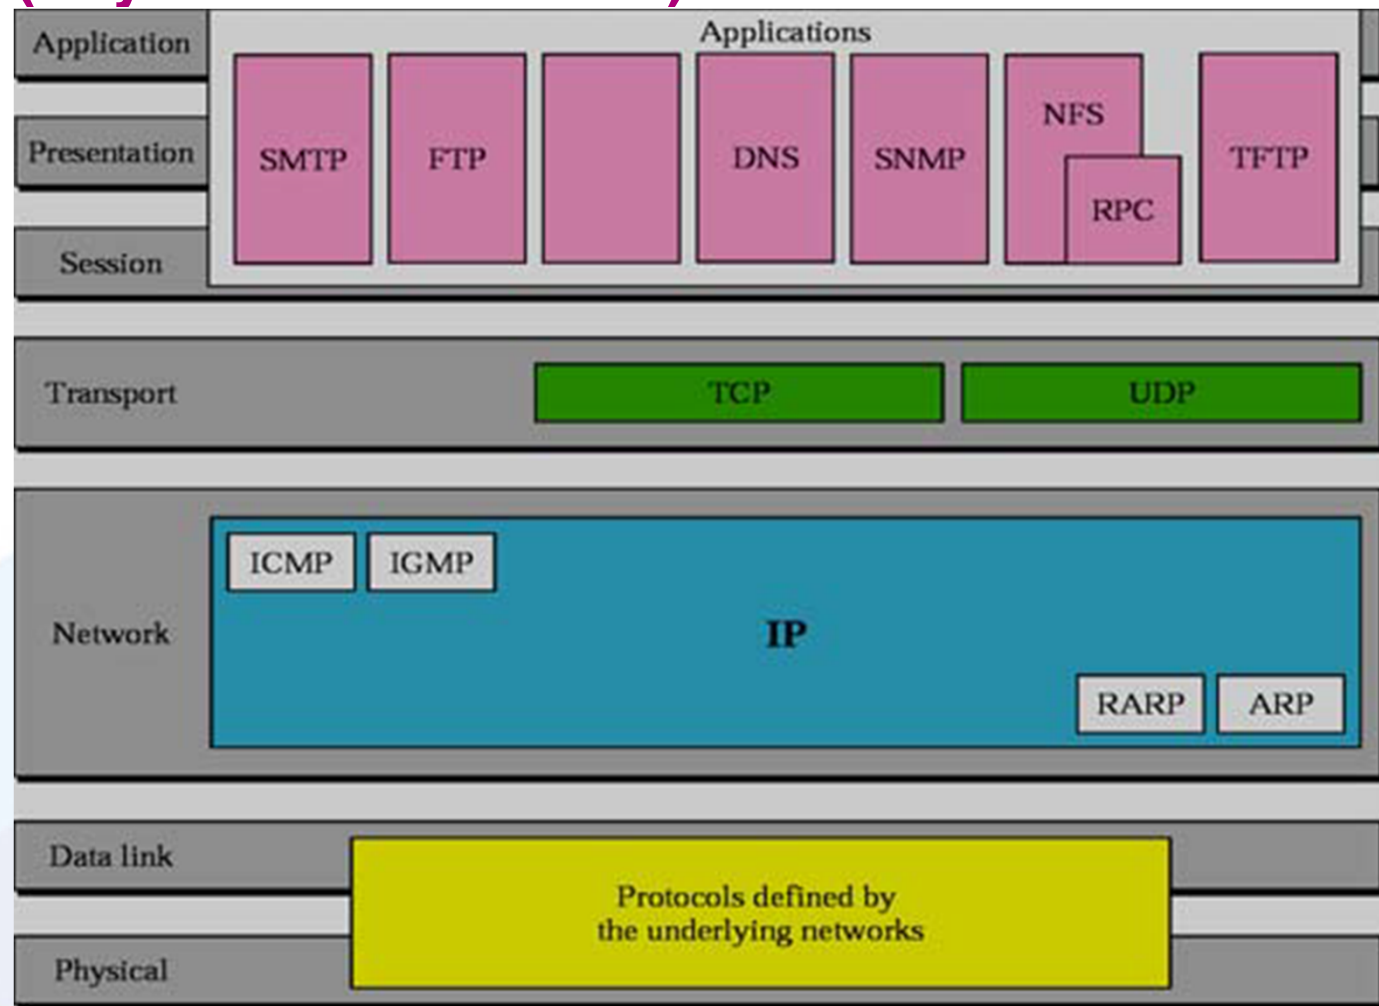 Application
Applications
Presentation
SMTP
FTP
DNS
SNMP
NFS
RPC
TFTP
Session
Transport
TCP
UDP
Network
ICMP
IGMP
IP
RARP
ARP
Data link
Protocols defined by
the underlying networks
Physical